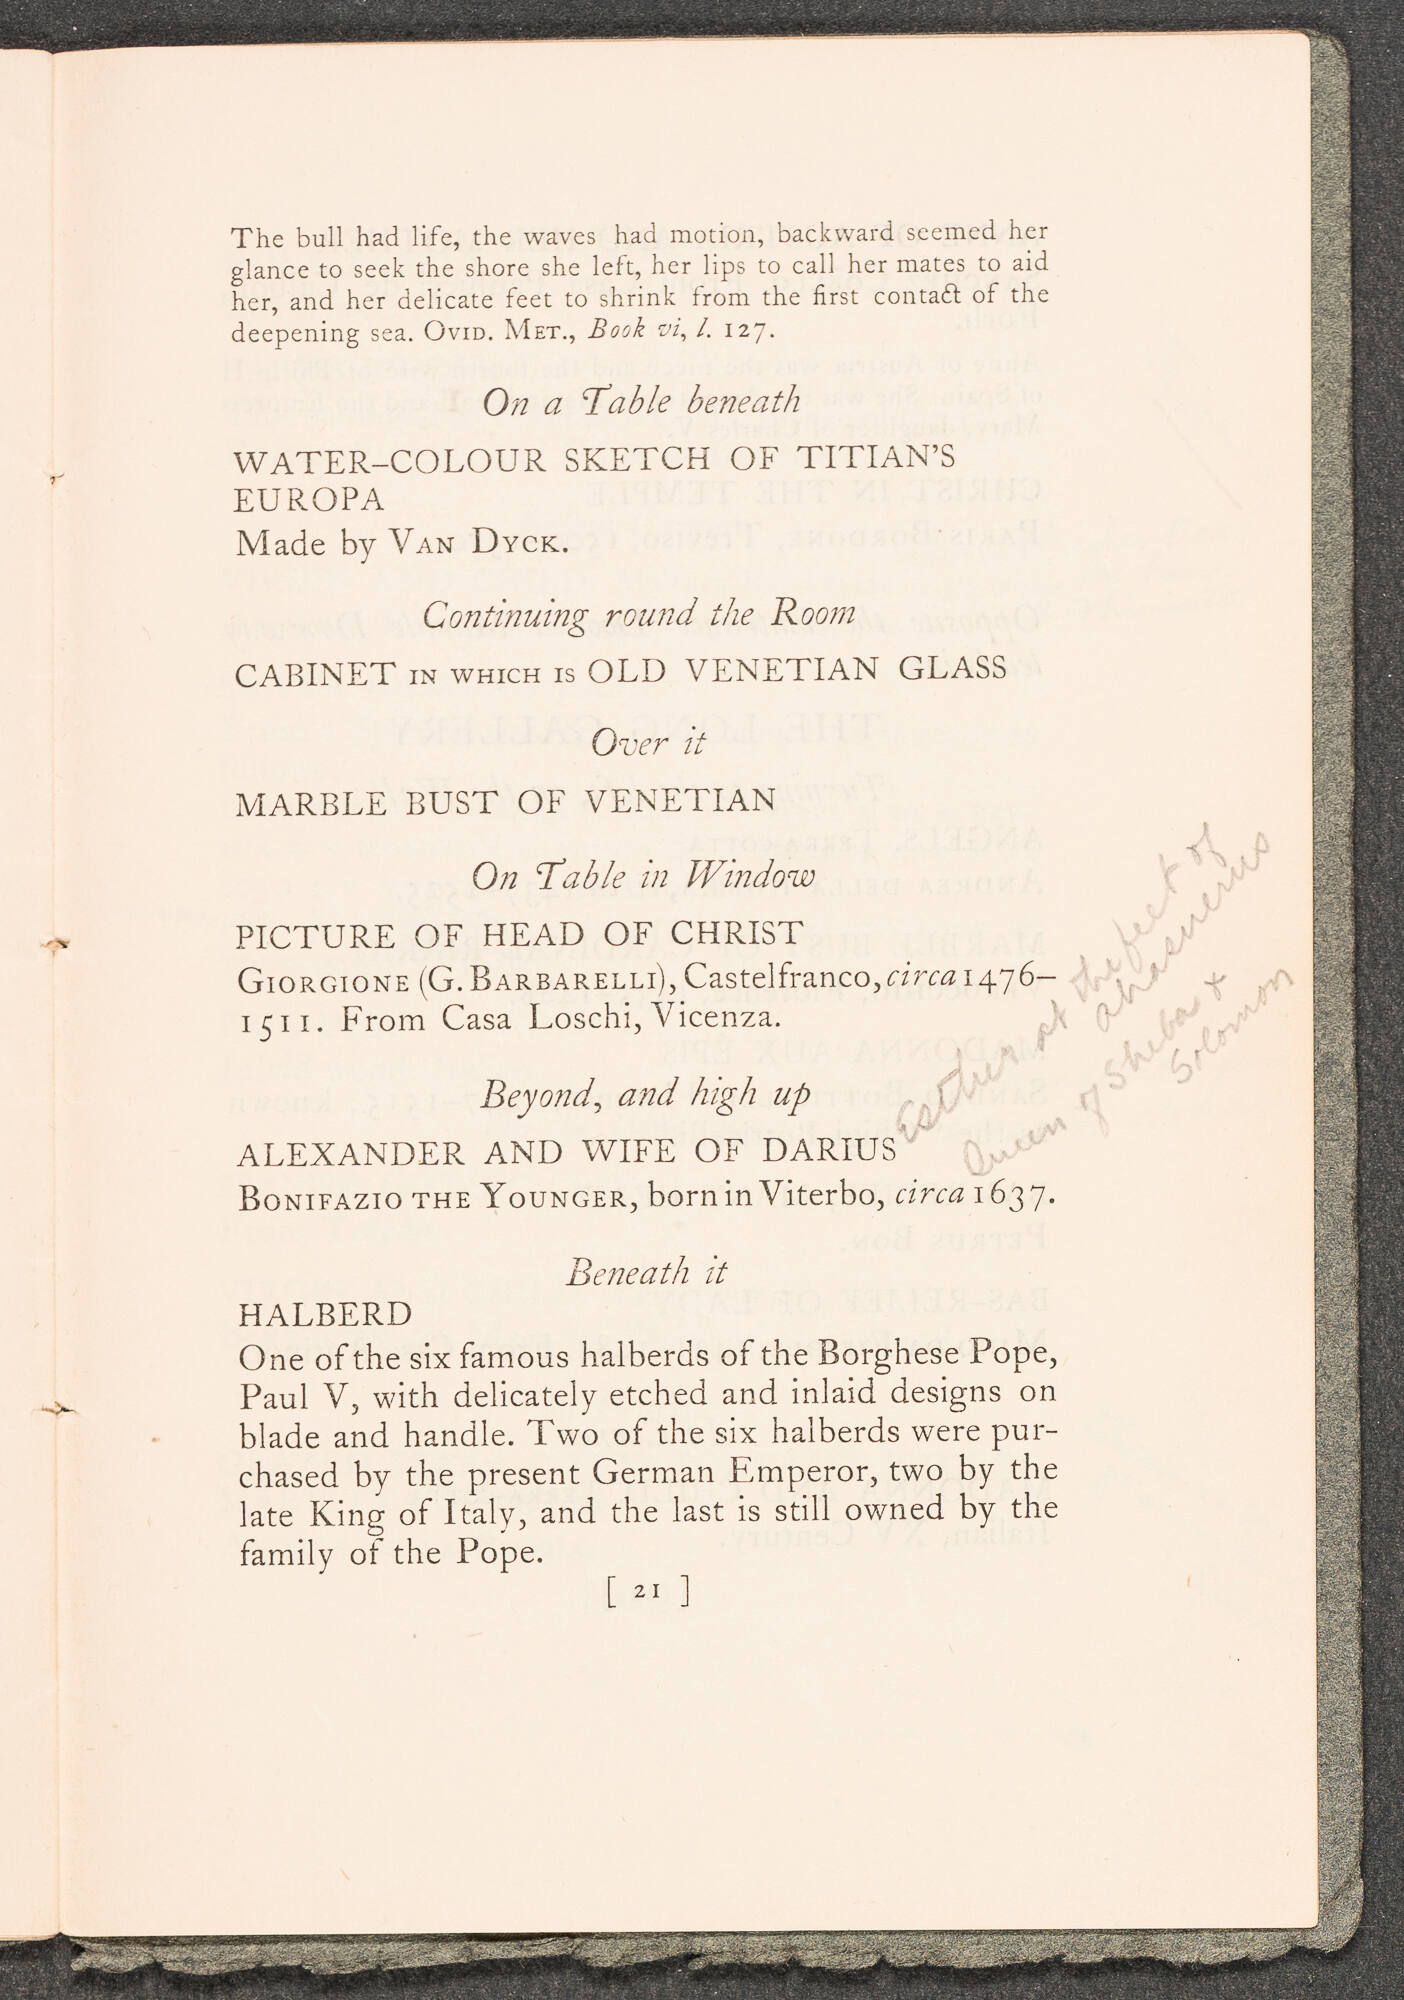 The bull had life, the waves had motion, backward seemed her
glance to seek the shore she left, her lips to call her mates to aid
her, and her delicate feet to shrink from the first contact of the
deepening sea. OVID. MET., Book vi, l. 127.
On a Table beneath
WATER–COLOUR SKETCH OF TITIAN'S
EUROPA
Made by VAN DYCK.
Continuing round the Room
CABINET IN WHICH IS OLD VENETIAN GLASS
Over it
MARBLE BUST OF VENETIAN
On Table in Window
PICTURE OF HEAD OF CHRIST
GIORGIONE (G. BARBARELLI), Castelfranco, circa 1476–
1511. From Casa Loschi, Vicenza.
Beyond, and high up
ALEXANDER AND WIFE OF DARIUS
Esther at the feet of
Ahasuerus
Queen of Sheba +
Solomon
BONIFAZIO THE YOUNGER, born in Viterbo, circa 1637.
Beneath it
HALBERD
One of the six famous halberds of the Borghese Pope,
Paul V, with delicately etched and inlaid designs on
blade and handle. Two of the six halberds were pur-
chased by the present German Emperor, two by the
late King of Italy, and the last is still owned by the
family of the Pope.
[ 21 ]